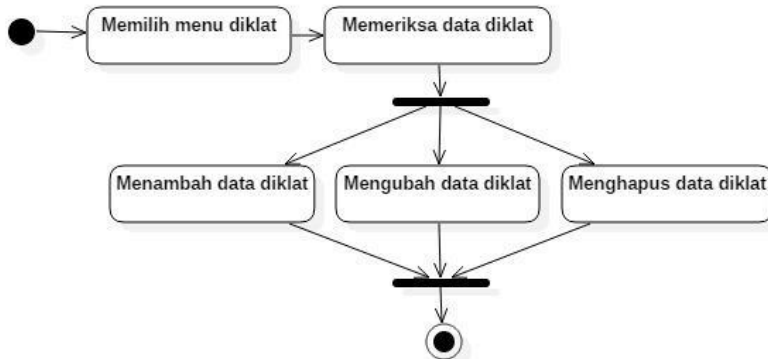 Memilih menu diklat
Memeriksa data diklat
Menambah data diklat
Mengubah data diklat
Menghapus data diklat